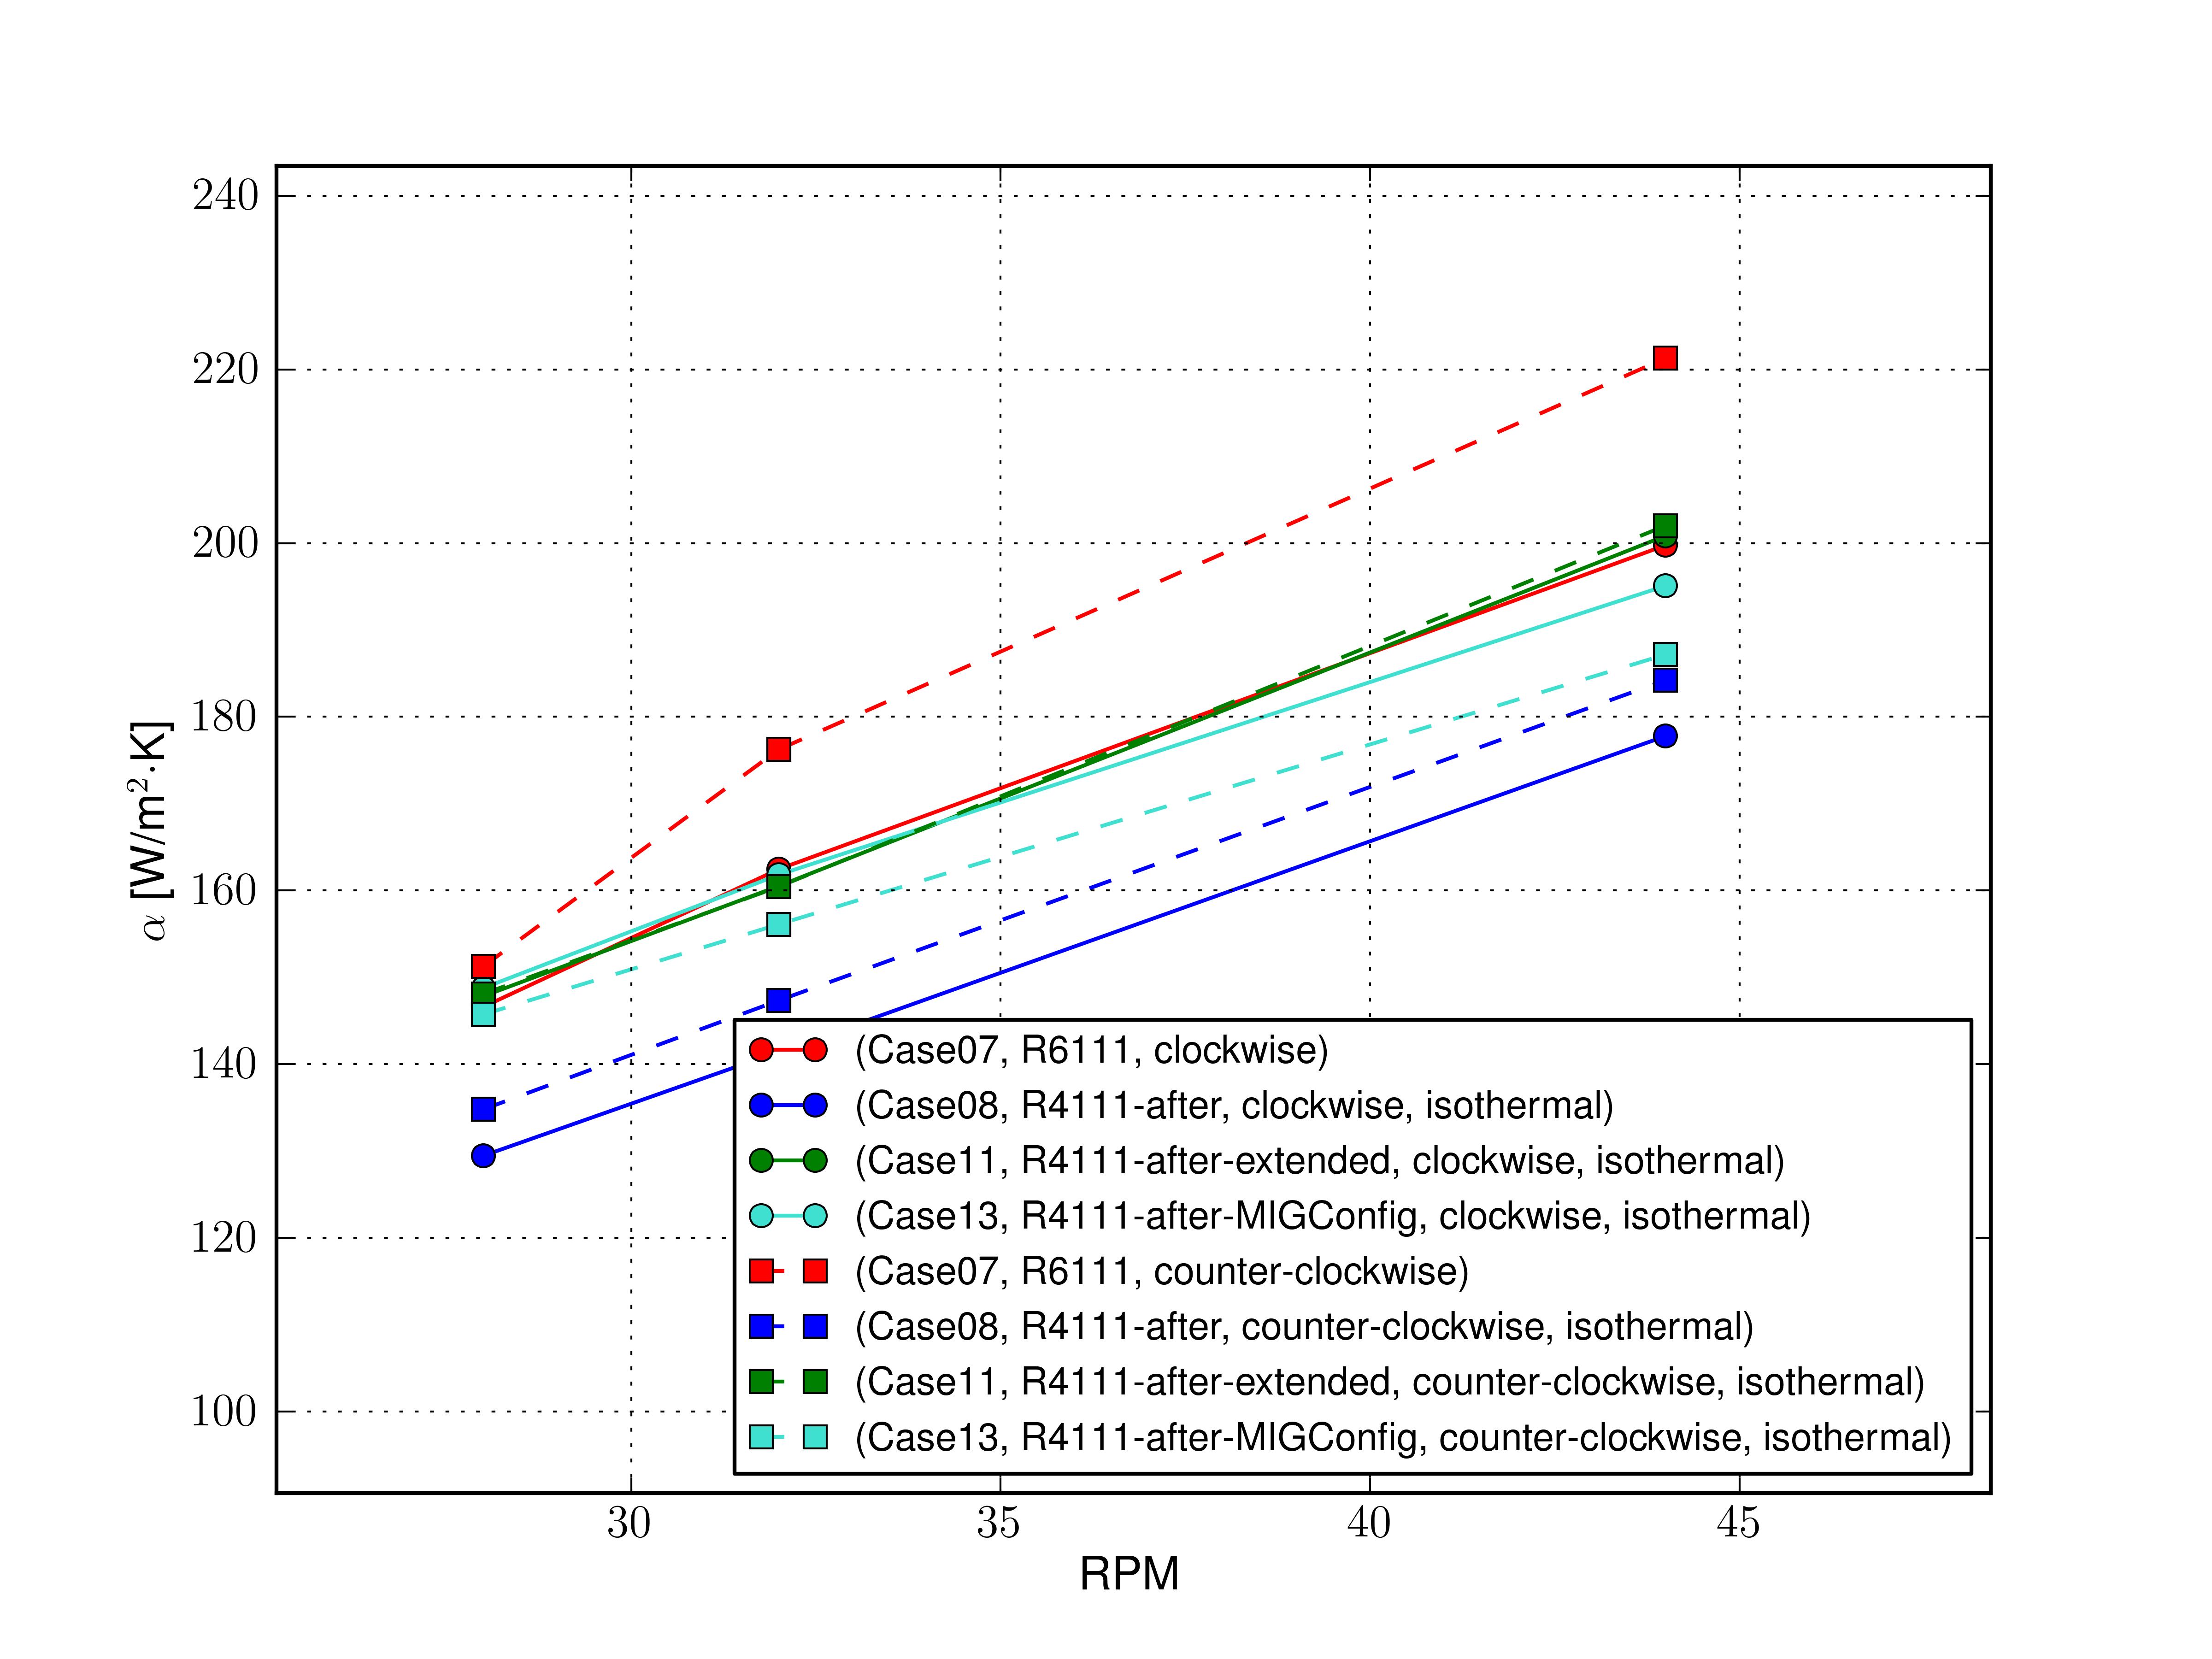 240
220
200
180
160
140
120
100
α [W/m²·K]
(Case07, R6111, clockwise)
(Case08, R4111-after, clockwise, isothermal)
(Case11, R4111-after-extended, clockwise, isothermal)
(Case13, R4111-after-MIGConfig, clockwise, isothermal)
(Case07, R6111, counter-clockwise)
(Case08, R4111-after, counter-clockwise, isothermal)
(Case11, R4111-after-extended, counter-clockwise, isothermal)
(Case13, R4111-after-MIGConfig, counter-clockwise, isothermal)
30 35 40 45
RPM